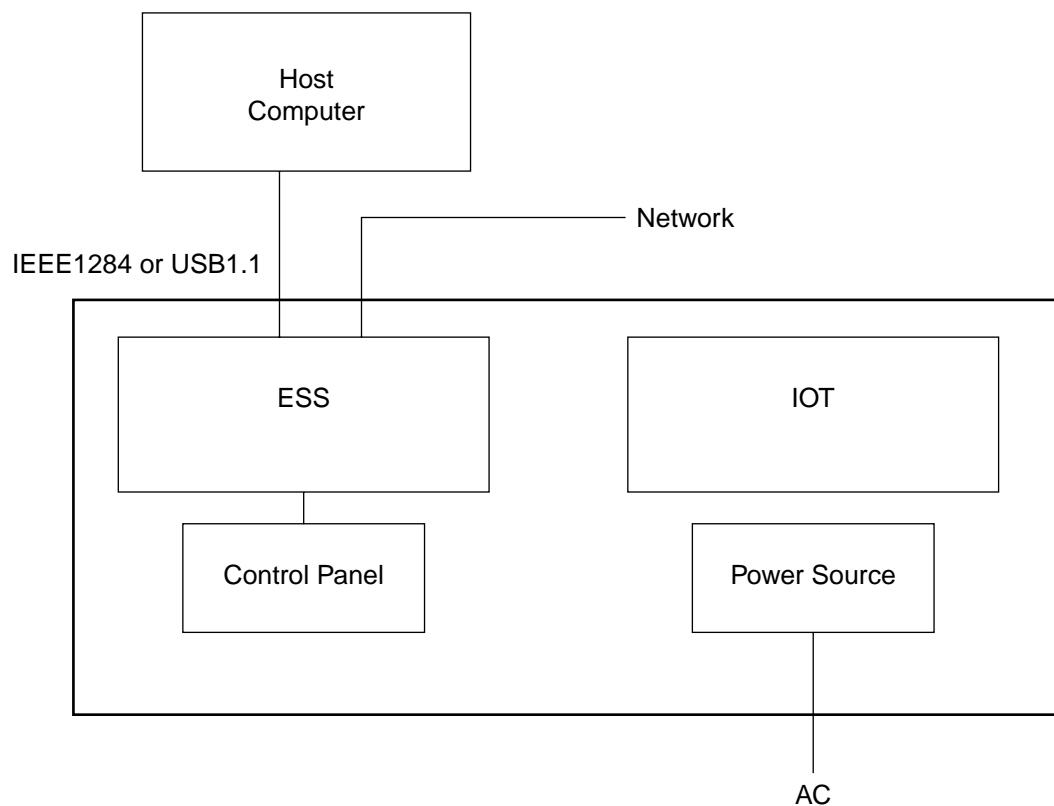 Host
Computer
Network
IEEE1284 or USB1.1
ESS
IOT
Control Panel
Power Source
AC